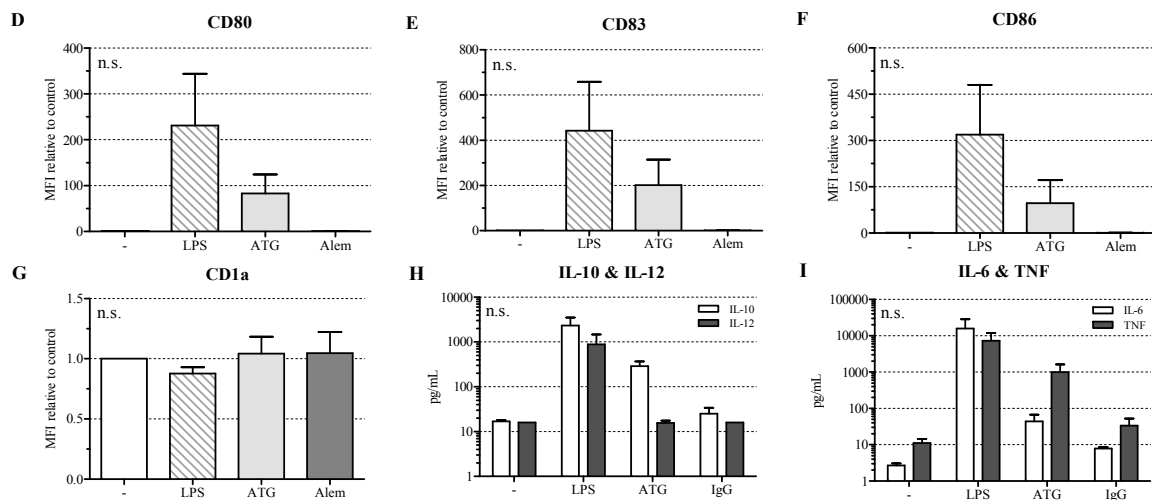 D CD80
400
300
200
100
0
MFI relative to control
n.s.
- LPS ATG Alem
E CD83
800
600
400
200
0
MFI relative to control
n.s.
- LPS ATG Alem
F CD86
600
450
300
150
0
MFI relative to control
n.s.
- LPS ATG Alem
G CD1a
1.5
1.0
0.5
0.0
MFI relative to control
n.s.
- LPS ATG Alem
H IL-10 & IL-12
10000
1000
100
10
1
pg/mL
n.s.
IL-10
IL-12
- LPS ATG IgG
I IL-6 & TNF
100000
10000
1000
100
10
1
pg/mL
n.s.
IL-6
TNF
- LPS ATG IgG